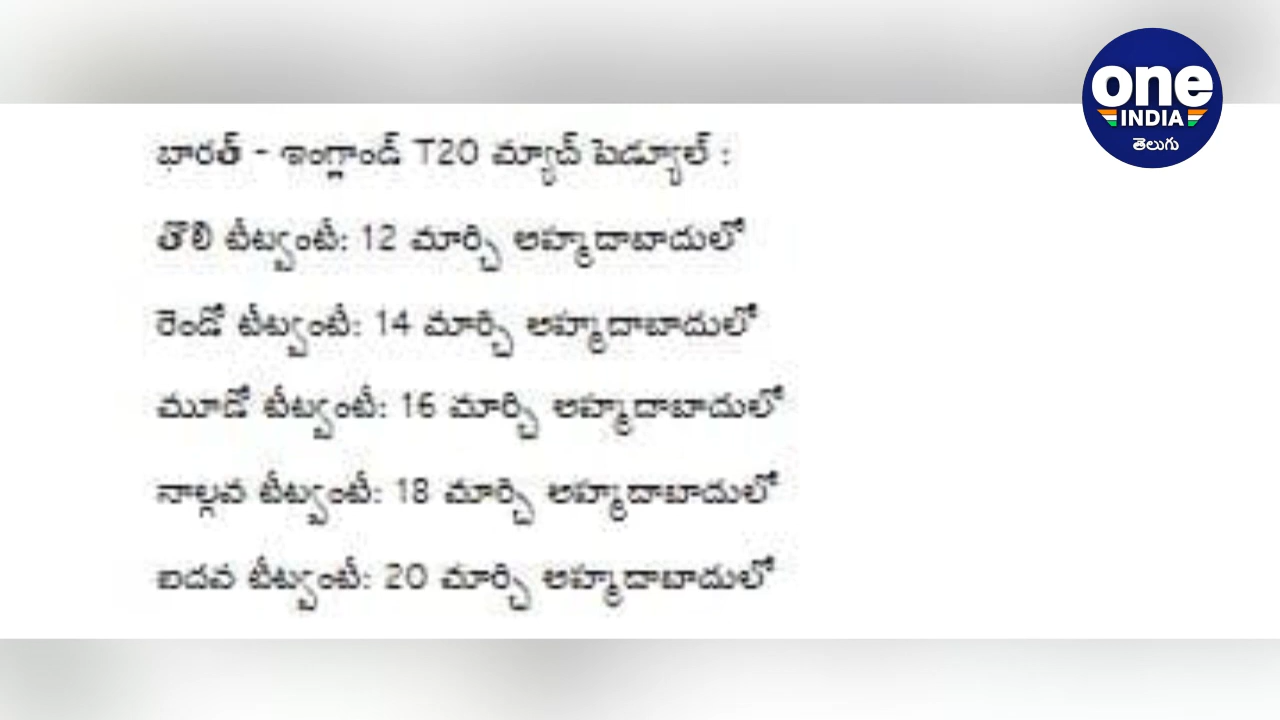 one
INDIA
తెలుగు
భారత్ - ఇంగ్లాండ్ T20 మ్యాచ్ షెడ్యూల్ :
తొలి టీట్వంటీ: 12 మార్చి అహ్మదాబాదులో
రెండో టీట్వంటీ: 14 మార్చి అహ్మదాబాదులో
మూడో టీట్వంటీ: 16 మార్చి అహ్మదాబాదులో
నాల్గవ టీట్వంటీ: 18 మార్చి అహ్మదాబాదులో
ఐదవ టీట్వంటీ: 20 మార్చి అహ్మదాబాదులో